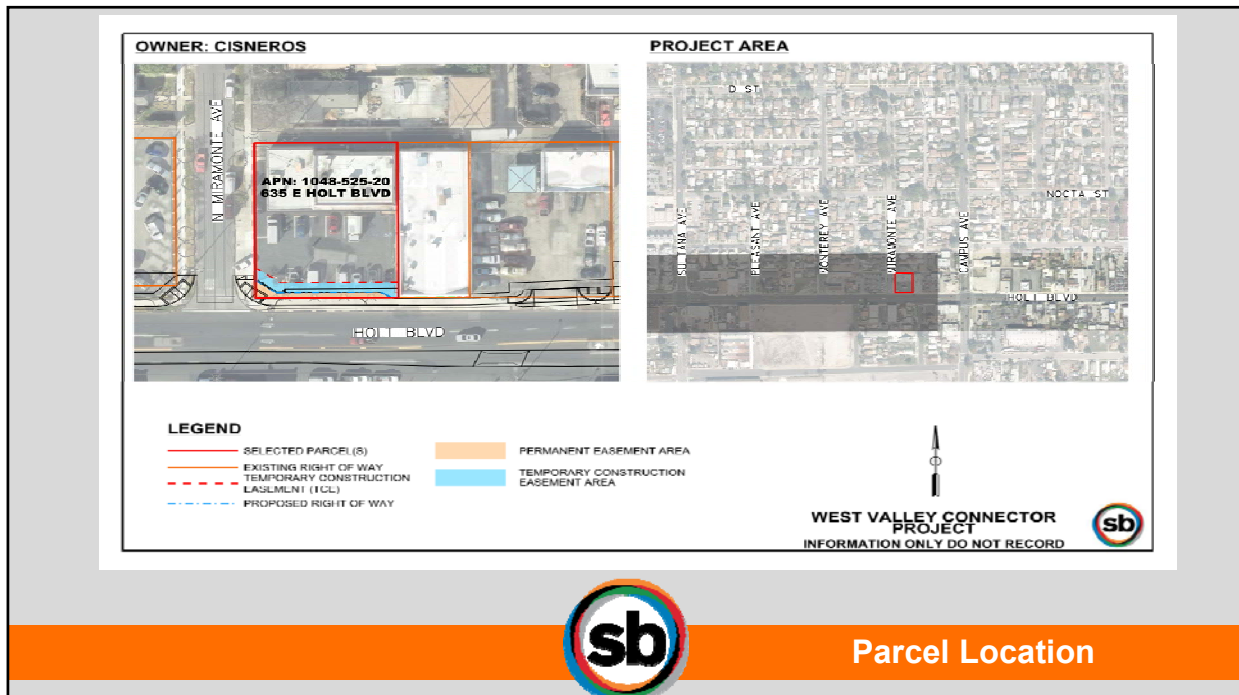 OWNER: CISNEROS
PROJECT AREA
N MIRAMONTE AVE
APN: 1048-525-20
635 E HOLT BLVD
HOLT BLVD
D ST
NOCTA ST
SULTANA AVE
PLEASANT AVE
MONTEREY AVE
MIRAMONTE AVE
CAMPUS AVE
HOLT BLVD
LEGEND
SELECTED PARCEL(S)
EXISTING RIGHT OF WAY
TEMPORARY CONSTRUCTION
EASEMENT (TCE)
PROPOSED RIGHT OF WAY
PERMANENT EASEMENT AREA
TEMPORARY CONSTRUCTION
EASEMENT AREA
WEST VALLEY CONNECTOR
PROJECT
INFORMATION ONLY DO NOT RECORD
sb
sb
Parcel Location